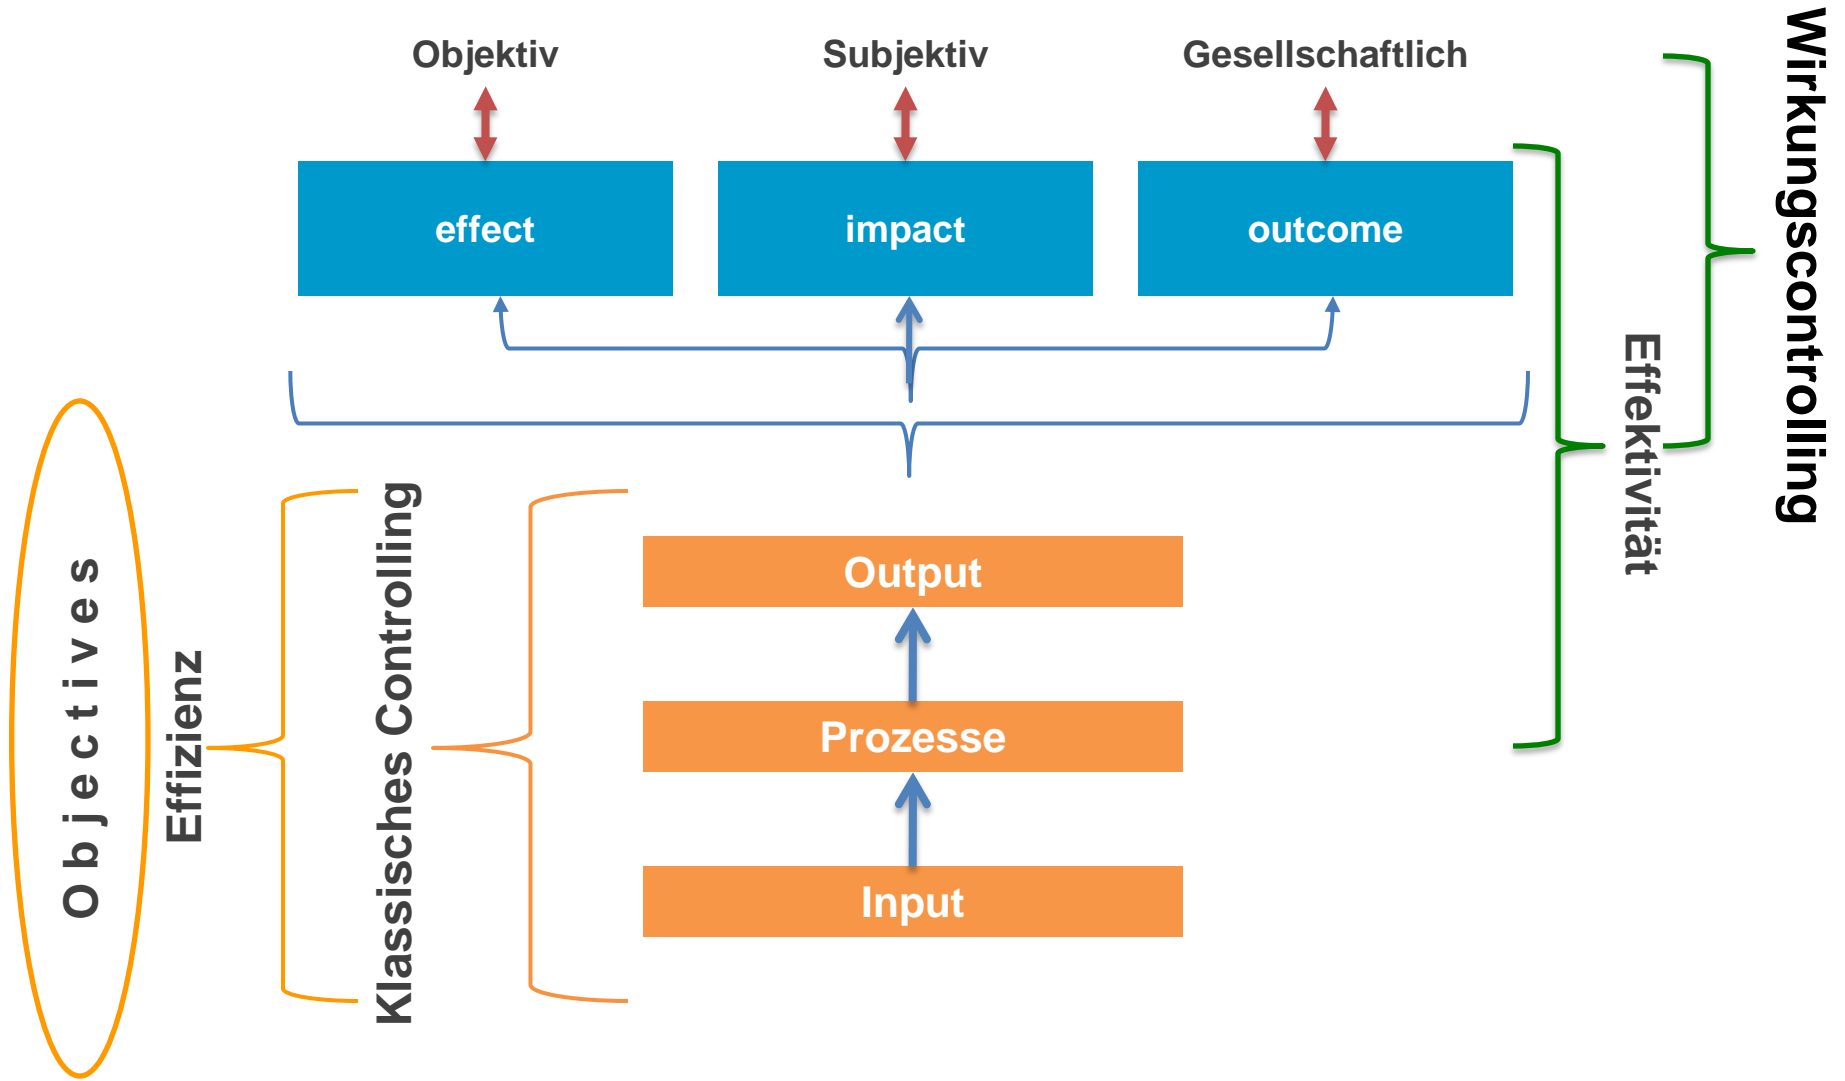 Objektiv
Subjektiv
Gesellschaftlich
effect
impact
outcome
Wirkungscontrolling
Effektivität
Objectives
Effizienz
Klassisches Controlling
Output
Prozesse
Input